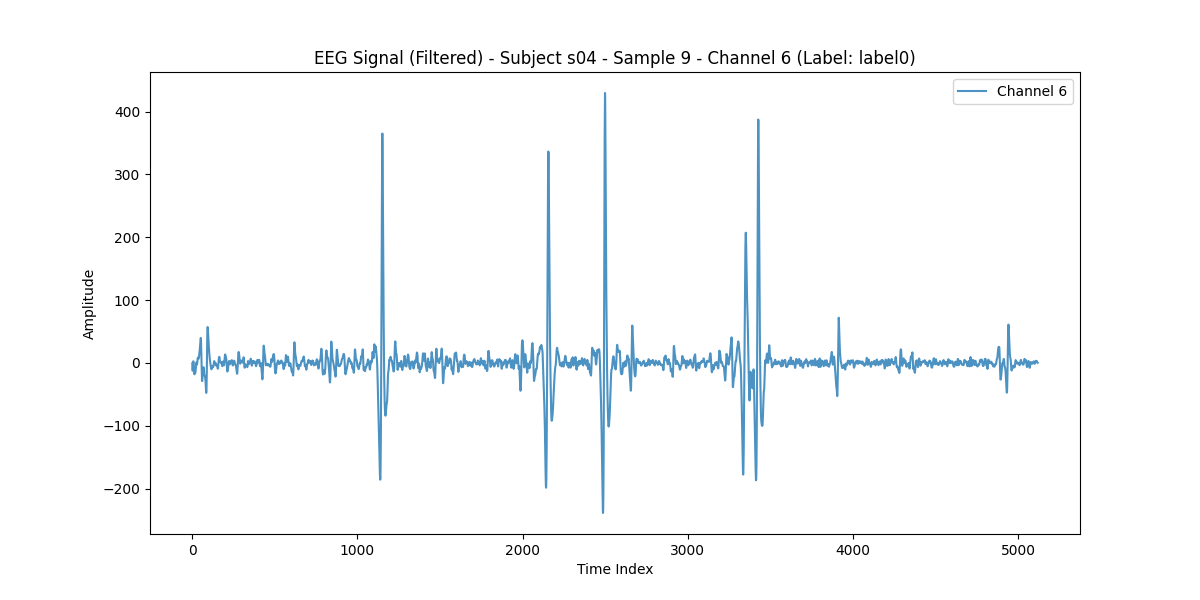 EEG Signal (Filtered) - Subject s04 - Sample 9 - Channel 6 (Label: label0)
Channel 6
400
300
200
100
0
−100
−200
Amplitude
0 1000 2000 3000 4000 5000
Time Index